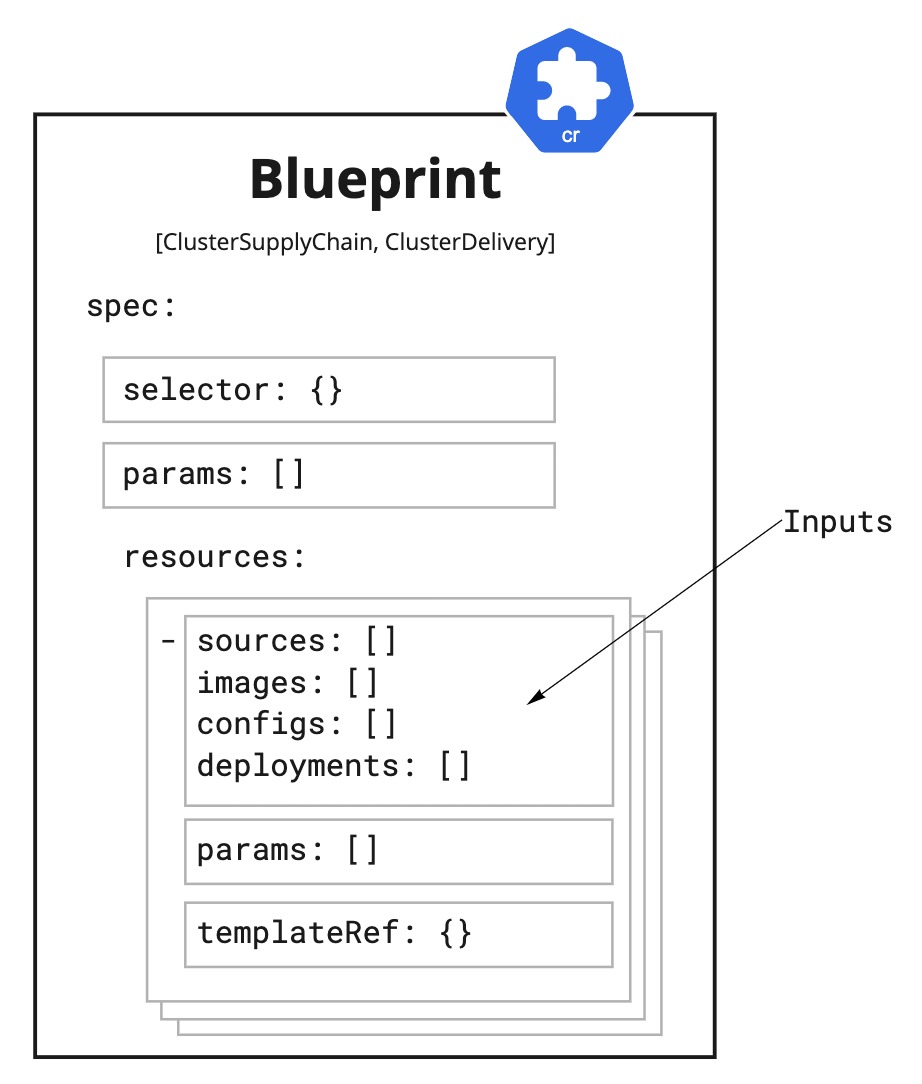 cr
Blueprint
[ClusterSupplyChain, ClusterDelivery]
spec:
selector: {}
params: []
Inputs
resources:
- sources: []
images: []
configs: []
deployments: []
params: []
templateRef: {}